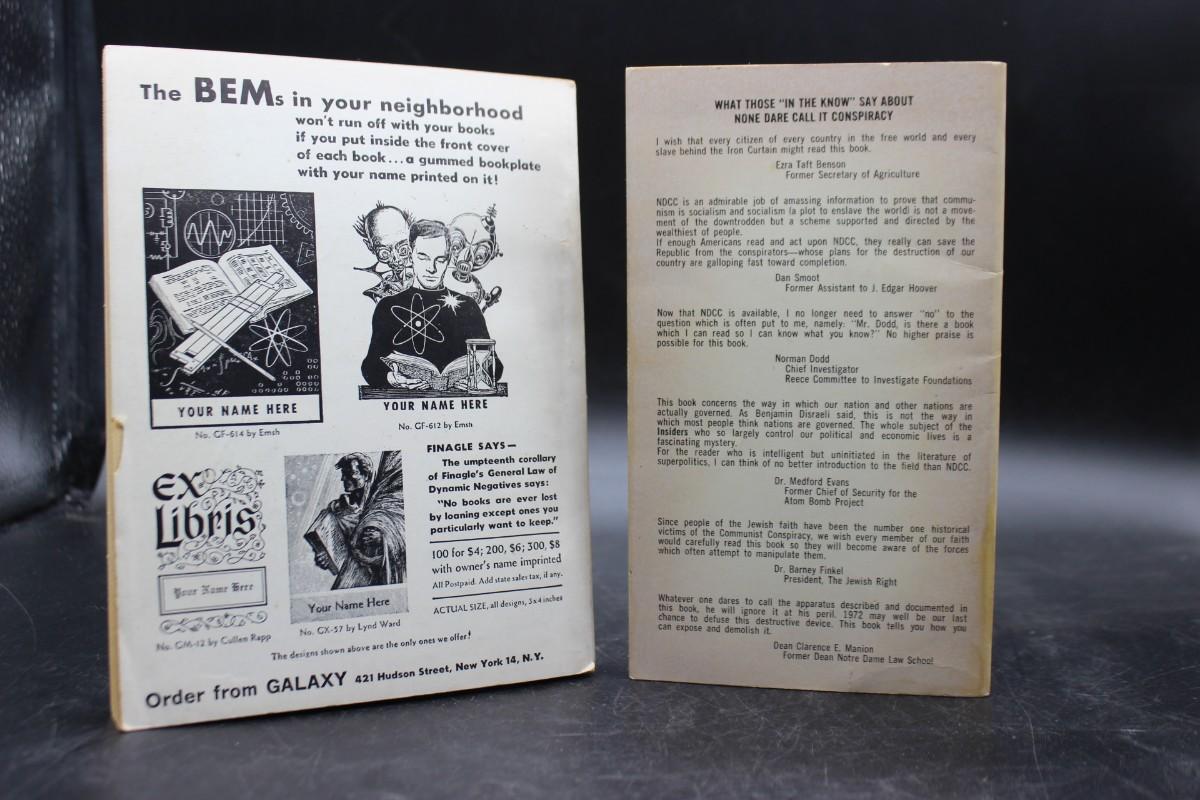 The BEMs in your neighborhood
won't run off with your books
if you put inside the front cover
of each book...a gummed bookplate
with your name printed on it!
YOUR NAME HERE
No. GF-614 by Emsh
YOUR NAME HERE
No. GF-612 by Emsh
EX
Libris
Your Name Here
No. GM-12 by Cullen Rapp
Your Name Here
No. GX-57 by Lynd Ward
FINAGLE SAYS—
The umpteenth corollary
of Finagle's General Law of
Dynamic Negatives says:
"No books are ever lost
by loaning except ones you
particularly want to keep."
100 for $4; 200, $6; 300, $8
with owner's name imprinted
All Postpaid. Add state sales tax, if any.
ACTUAL SIZE, all designs, 3x4 inches
The designs shown above are the only ones we offer!
Order from GALAXY 421 Hudson Street, New York 14, N.Y.
WHAT THOSE "IN THE KNOW" SAY ABOUT
NONE DARE CALL IT CONSPIRACY
I wish that every citizen of every country in the free world and every
slave behind the Iron Curtain might read this book.
Ezra Taft Benson
Former Secretary of Agriculture
NDCC is an admirable job of amassing information to prove that commu-
nism is socialism and socialism (a plot to enslave the world) is not a move-
ment of the downtrodden but a scheme supported and directed by the
wealthiest of people.
If enough Americans read and act upon NDCC, they really can save the
Republic from the conspirators—whose plans for the destruction of our
country are galloping fast toward completion.
Dan Smoot
Former Assistant to J. Edgar Hoover
Now that NDCC is available, I no longer need to answer "no" to the
question which is often put to me, namely: "Mr. Dodd, is there a book
which I can read so I can know what you know?" No higher praise is
possible for this book.
Norman Dodd
Chief Investigator
Reece Committee to Investigate Foundations
This book concerns the way in which our nation and other nations are
actually governed. As Benjamin Disraeli said, this is not the way in
which most people think nations are governed. The whole subject of the
Insiders who so largely control our political and economic lives is a
fascinating mystery.
For the reader who is intelligent but uninitiated in the literature of
superpolitics, I can think of no better introduction to the field than NDCC.
Dr. Medford Evans
Former Chief of Security for the
Atom Bomb Project
Since people of the Jewish faith have been the number one historical
victims of the Communist Conspiracy, we wish every member of our faith
would carefully read this book so they will become aware of the forces
which often attempt to manipulate them.
Dr. Barney Finkel
President, The Jewish Right
Whatever one dares to call the apparatus described and documented in
this book, he will ignore it at his peril. 1972 may well be our last
chance to defuse this destructive device. This book tells you how you
can expose and demolish it.
Dean Clarence E. Manion
Former Dean Notre Dame Law School